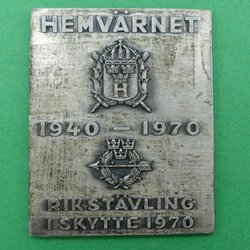 HEMVÄRNET
H
1940 — 1970
RIKSTÄVLING
I SKYTTE 1970